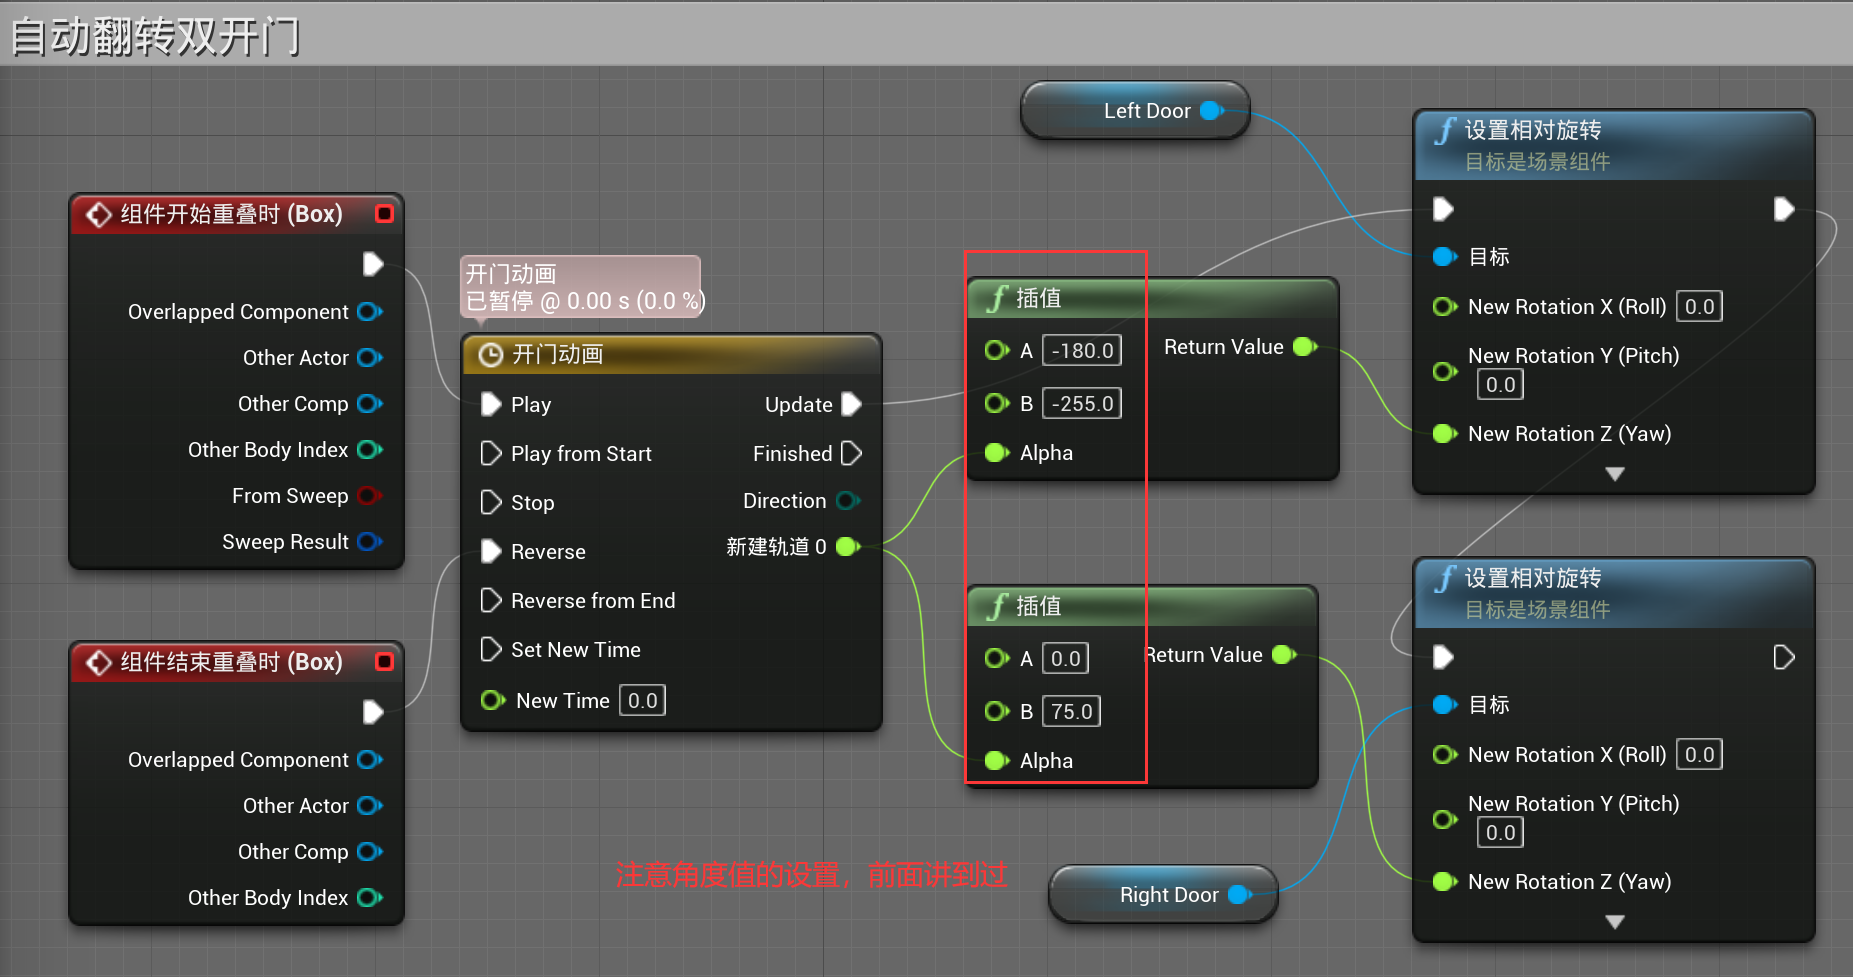 自动翻转双开门
组件开始重叠时 (Box)
Overlapped Component
Other Actor
Other Comp
Other Body Index
From Sweep
Sweep Result
组件结束重叠时 (Box)
Overlapped Component
Other Actor
Other Comp
Other Body Index
开门动画
已暂停 @ 0.00 s (0.0 %)
开门动画
Play
Update
Play from Start
Finished
Stop
Direction
Reverse
新建轨道 0
Reverse from End
Set New Time
New Time 0.0
Left Door
插值
A -180.0
Return Value
B -255.0
Alpha
插值
A 0.0
Return Value
B 75.0
Alpha
注意角度值的设置，前面讲到过
Right Door
设置相对旋转
目标是场景组件
目标
New Rotation X (Roll) 0.0
New Rotation Y (Pitch)
0.0
New Rotation Z (Yaw)
设置相对旋转
目标是场景组件
目标
New Rotation X (Roll) 0.0
New Rotation Y (Pitch)
0.0
New Rotation Z (Yaw)